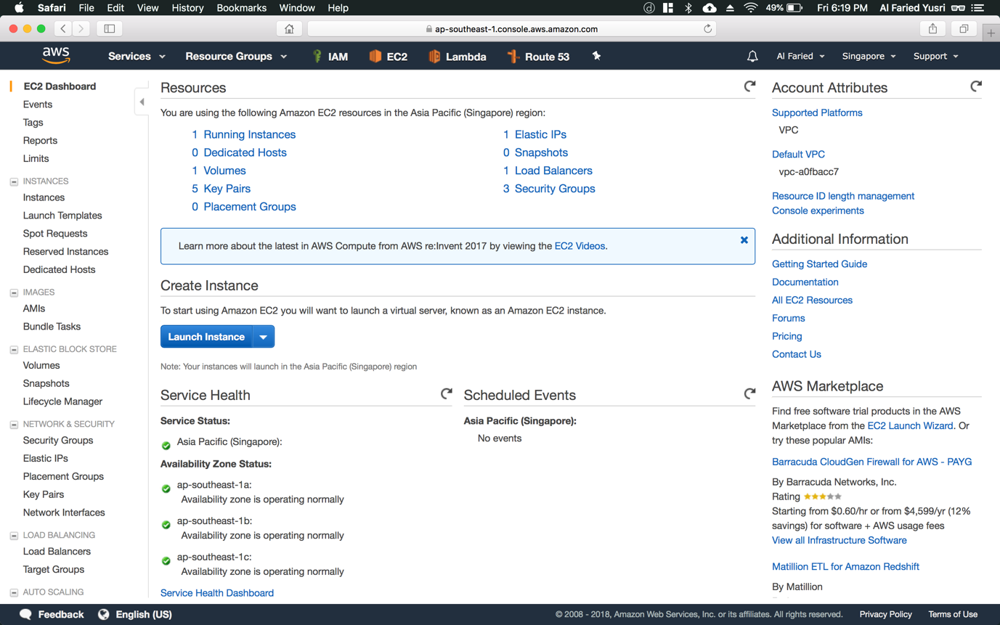 Safari File Edit View History Bookmarks Window Help 49% Fri 6:19 PM Al Faried Yusri
ap-southeast-1.console.aws.amazon.com
aws Services Resource Groups IAM EC2 Lambda Route 53 Al Faried Singapore Support
EC2 Dashboard
Events
Tags
Reports
Limits
INSTANCES
Instances
Launch Templates
Spot Requests
Reserved Instances
Dedicated Hosts
IMAGES
AMIs
Bundle Tasks
ELASTIC BLOCK STORE
Volumes
Snapshots
Lifecycle Manager
NETWORK & SECURITY
Security Groups
Elastic IPs
Placement Groups
Key Pairs
Network Interfaces
LOAD BALANCING
Load Balancers
Target Groups
AUTO SCALING
Resources
You are using the following Amazon EC2 resources in the Asia Pacific (Singapore) region:
1 Running Instances
0 Dedicated Hosts
1 Volumes
5 Key Pairs
0 Placement Groups
1 Elastic IPs
0 Snapshots
1 Load Balancers
3 Security Groups
Learn more about the latest in AWS Compute from AWS re:Invent 2017 by viewing the EC2 Videos.
Create Instance
To start using Amazon EC2 you will want to launch a virtual server, known as an Amazon EC2 instance.
Launch Instance
Note: Your instances will launch in the Asia Pacific (Singapore) region
Service Health
Service Status:
Asia Pacific (Singapore):
Availability Zone Status:
ap-southeast-1a:
Availability zone is operating normally
ap-southeast-1b:
Availability zone is operating normally
ap-southeast-1c:
Availability zone is operating normally
Service Health Dashboard
Scheduled Events
Asia Pacific (Singapore):
No events
Account Attributes
Supported Platforms
VPC
Default VPC
vpc-a0fbacc7
Resource ID length management
Console experiments
Additional Information
Getting Started Guide
Documentation
All EC2 Resources
Forums
Pricing
Contact Us
AWS Marketplace
Find free software trial products in the AWS
Marketplace from the EC2 Launch Wizard. Or
try these popular AMIs:
Barracuda CloudGen Firewall for AWS - PAYG
By Barracuda Networks, Inc.
Rating
Starting from $0.60/hr or from $4,599/yr (12%
savings) for software + AWS usage fees
View all Infrastructure Software
Matillion ETL for Amazon Redshift
By Matillion
Feedback English (US) © 2008 - 2018, Amazon Web Services, Inc. or its affiliates. All rights reserved. Privacy Policy Terms of Use